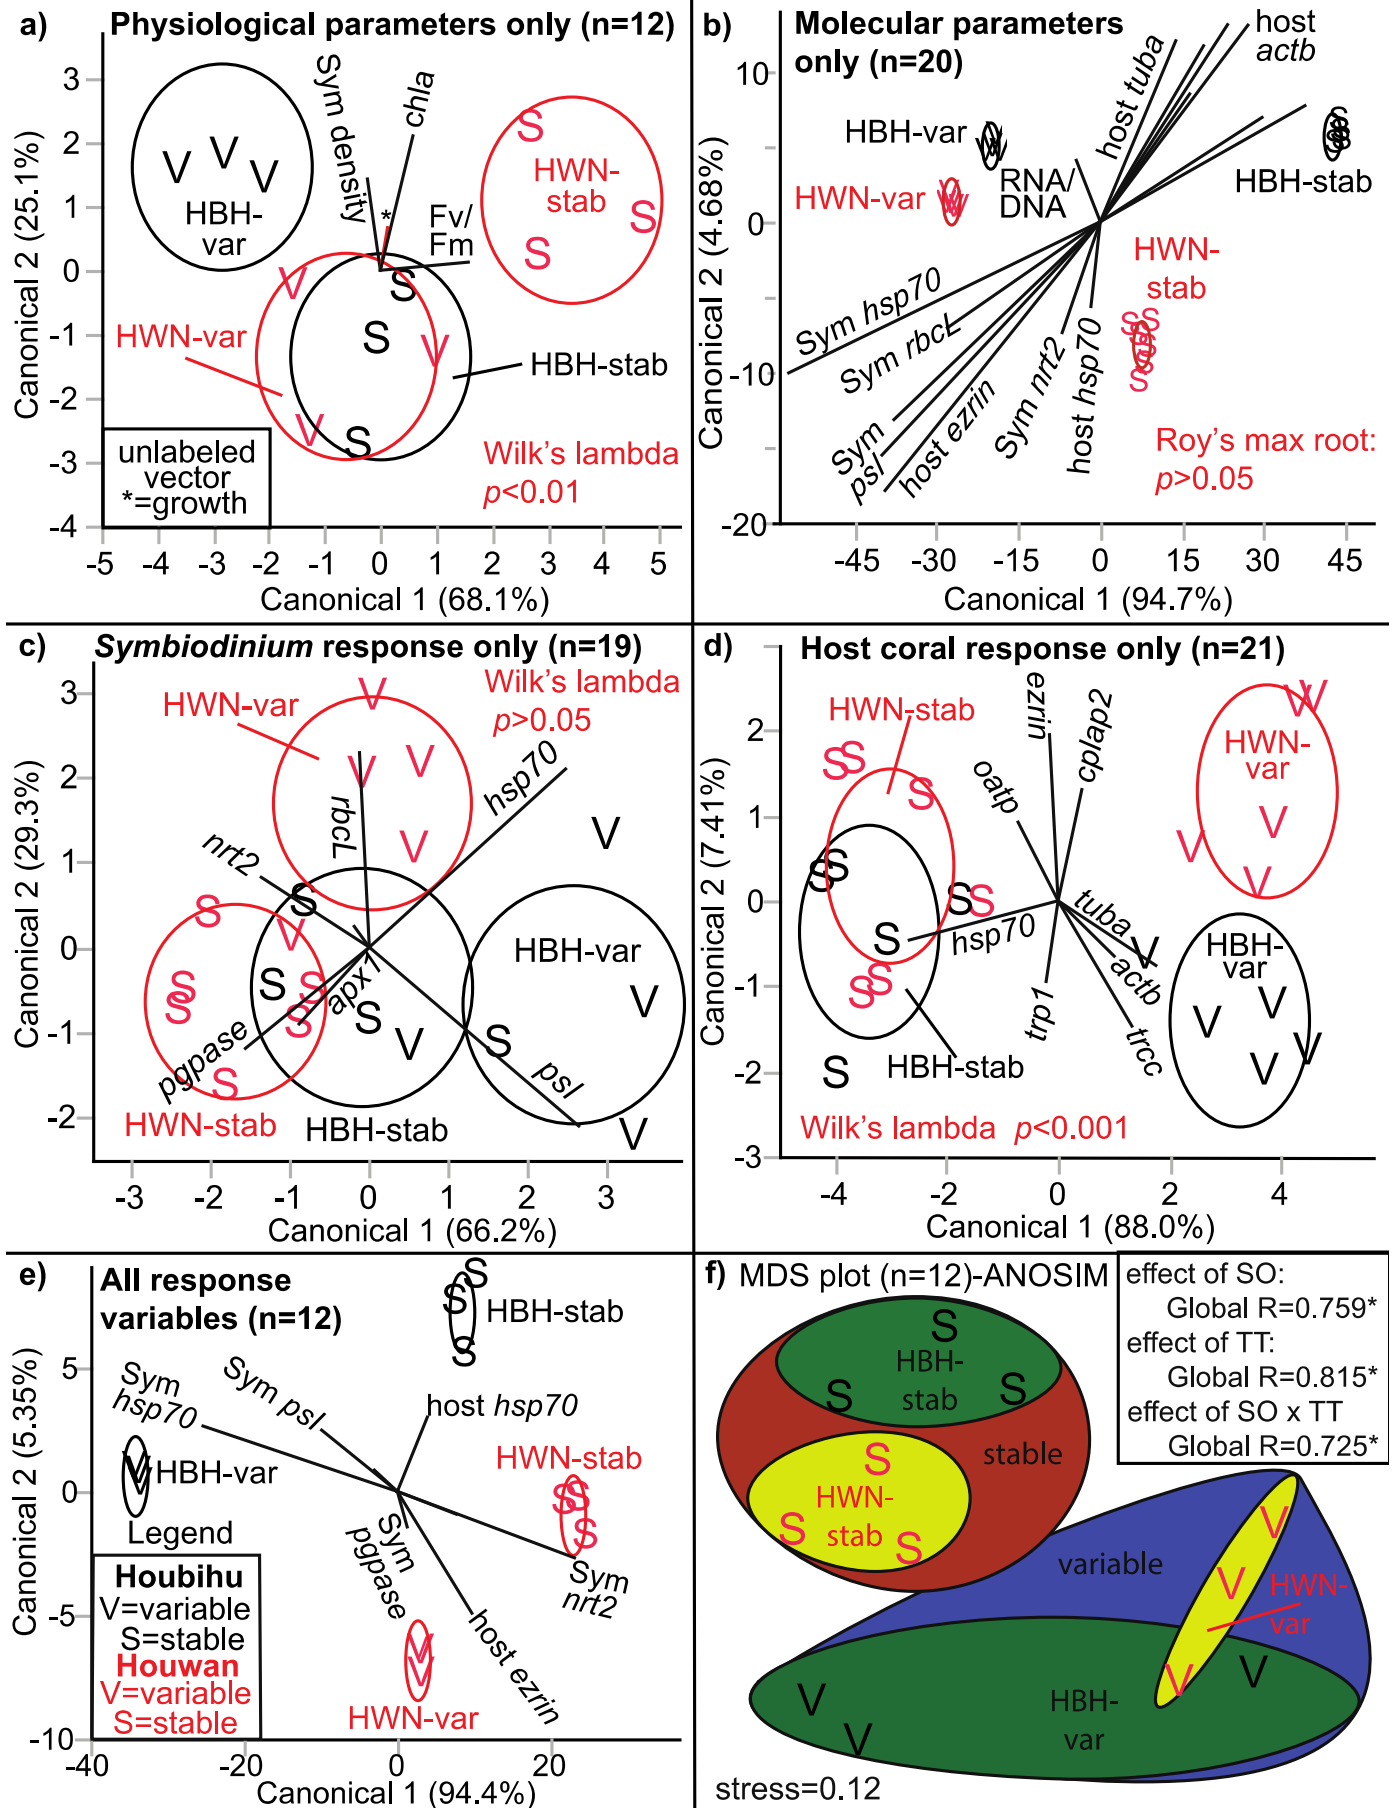 a) Physiological parameters only (n=12)
Canonical 2 (25.1%)
3
2
1
0
-1
-2
-3
-4
Sym density
chla
*
Fv/
Fm
V V V
HBH-
var
S
HWN-
stab
S
S
V
S
S
V
HWN-var
HBH-stab
V
S
unlabeled
vector
*=growth
Wilk's lambda
p<0.01
-5 -4 -3 -2 -1 0 1 2 3 4 5
Canonical 1 (68.1%)
b) Molecular parameters
only (n=20)
Canonical 2 (4.68%)
10
0
-10
-20
host tuba
host
actb
HBH-var
HWN-var
RNA/
DNA
HBH-stab
HWN-
stab
Sym hsp70
Sym rbcL
Sym
psI
host ezrin
Sym nrt2
host hsp70
Roy's max root:
p>0.05
-45 -30 -15 0 15 30 45
Canonical 1 (94.7%)
c) Symbiodinium response only (n=19)
Canonical 2 (29.3%)
3
2
1
0
-1
-2
HWN-var
Wilk's lambda
p>0.05
V
V V
V
V
nrt2
rbcL
hsp70
apx1
pgpase
psI
S
S
S
V
S
HBH-var
V
V
V
HWN-stab
HBH-stab
-3 -2 -1 0 1 2 3
Canonical 1 (66.2%)
d) Host coral response only (n=21)
Canonical 2 (7.41%)
2
1
0
-1
-2
-3
HWN-stab
ezrin
cplap2
oatp
hsp70
trp1
tuba
actb
trcc
HWN-
var
HBH-
var
HBH-stab
Wilk's lambda p<0.001
-4 -2 0 2 4
Canonical 1 (88.0%)
e) All response
variables (n=12)
Canonical 2 (5.35%)
5
0
-5
-10
HBH-stab
Sym
hsp70
Sym psI
host hsp70
HBH-var
HWN-stab
Sym
pgpase
Sym
nrt2
host ezrin
HWN-var
Legend
Houbihu
V=variable
S=stable
Houwan
V=variable
S=stable
-40 -20 0 20
Canonical 1 (94.4%)
f) MDS plot (n=12)-ANOSIM
effect of SO:
Global R=0.759*
effect of TT:
Global R=0.815*
effect of SO x TT
Global R=0.725*
S
HBH-
stab
S S
stable
S
HWN-
stab
S S
variable
V
V
HWN-
var
V V
HBH-
var
V
V
stress=0.12